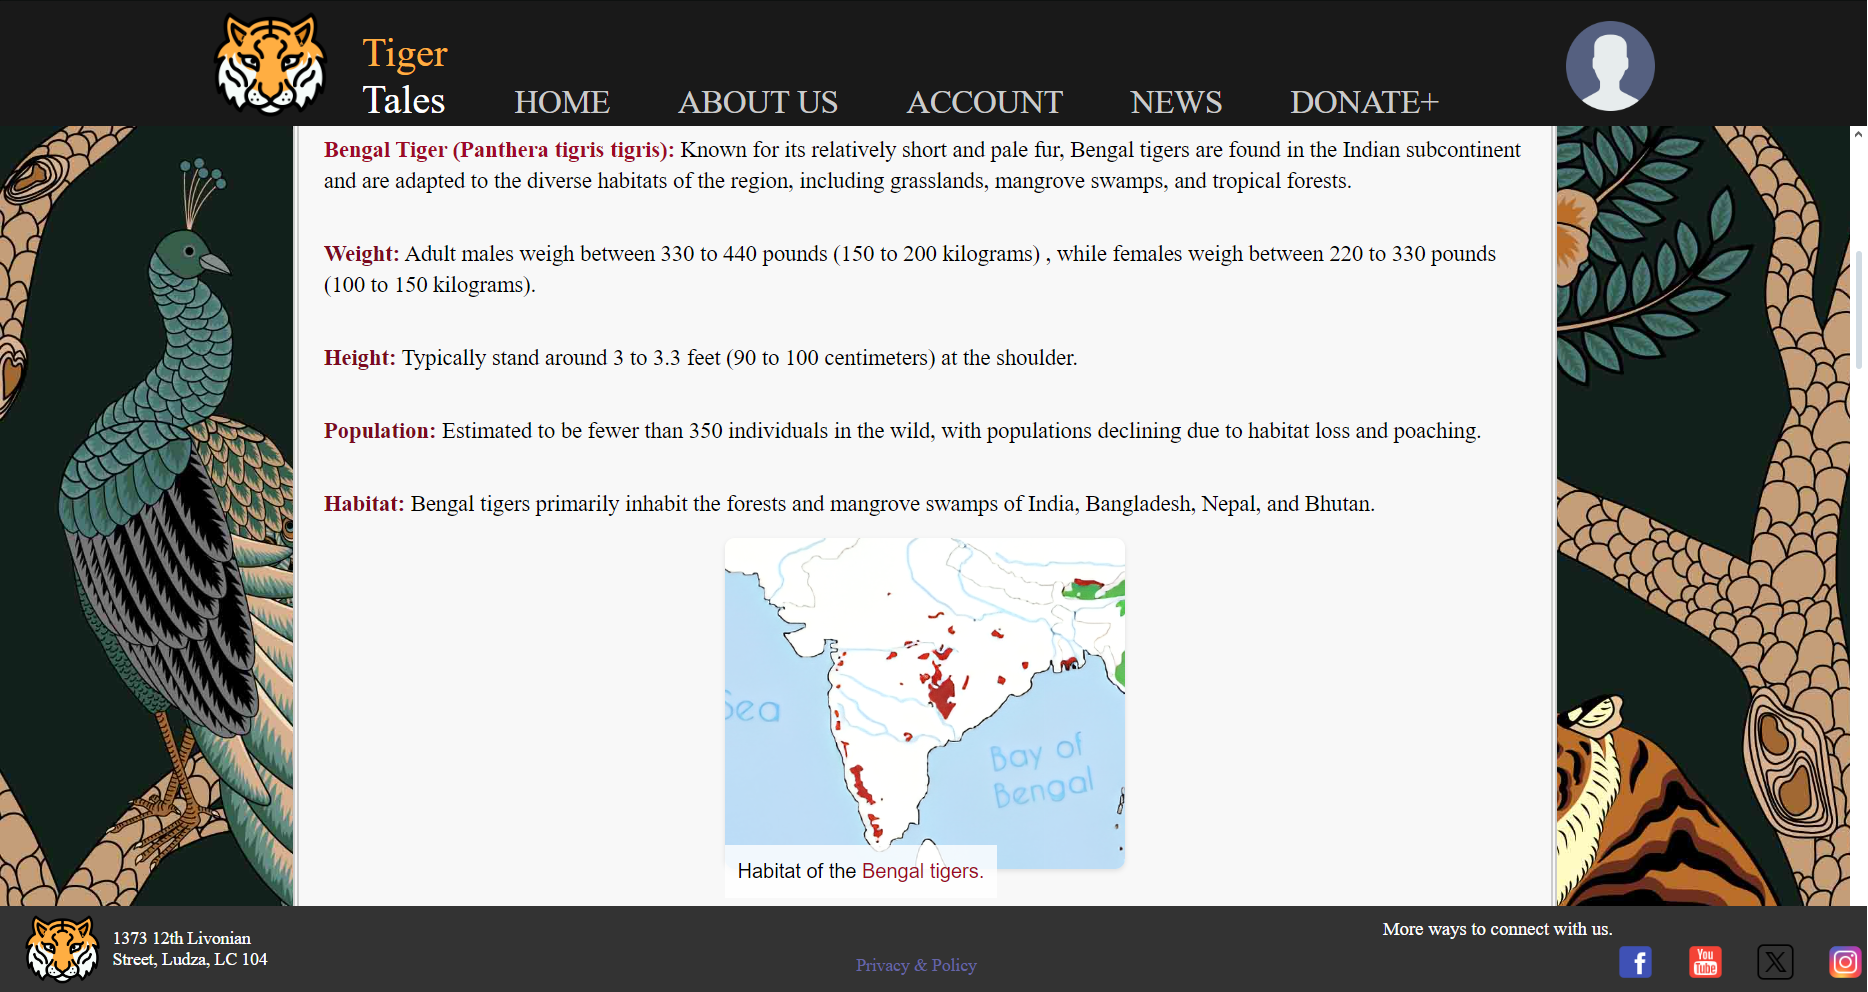 Tiger
Tales
HOME
ABOUT US
ACCOUNT
NEWS
DONATE+
Bengal Tiger (Panthera tigris tigris): Known for its relatively short and pale fur, Bengal tigers are found in the Indian subcontinent
and are adapted to the diverse habitats of the region, including grasslands, mangrove swamps, and tropical forests.
Weight: Adult males weigh between 330 to 440 pounds (150 to 200 kilograms) , while females weigh between 220 to 330 pounds
(100 to 150 kilograms).
Height: Typically stand around 3 to 3.3 feet (90 to 100 centimeters) at the shoulder.
Population: Estimated to be fewer than 350 individuals in the wild, with populations declining due to habitat loss and poaching.
Habitat: Bengal tigers primarily inhabit the forests and mangrove swamps of India, Bangladesh, Nepal, and Bhutan.
Sea
Bay of
Bengal
Habitat of the Bengal tigers.
1373 12th Livonian
Street, Ludza, LC 104
Privacy & Policy
More ways to connect with us.
f
You
Tube
X